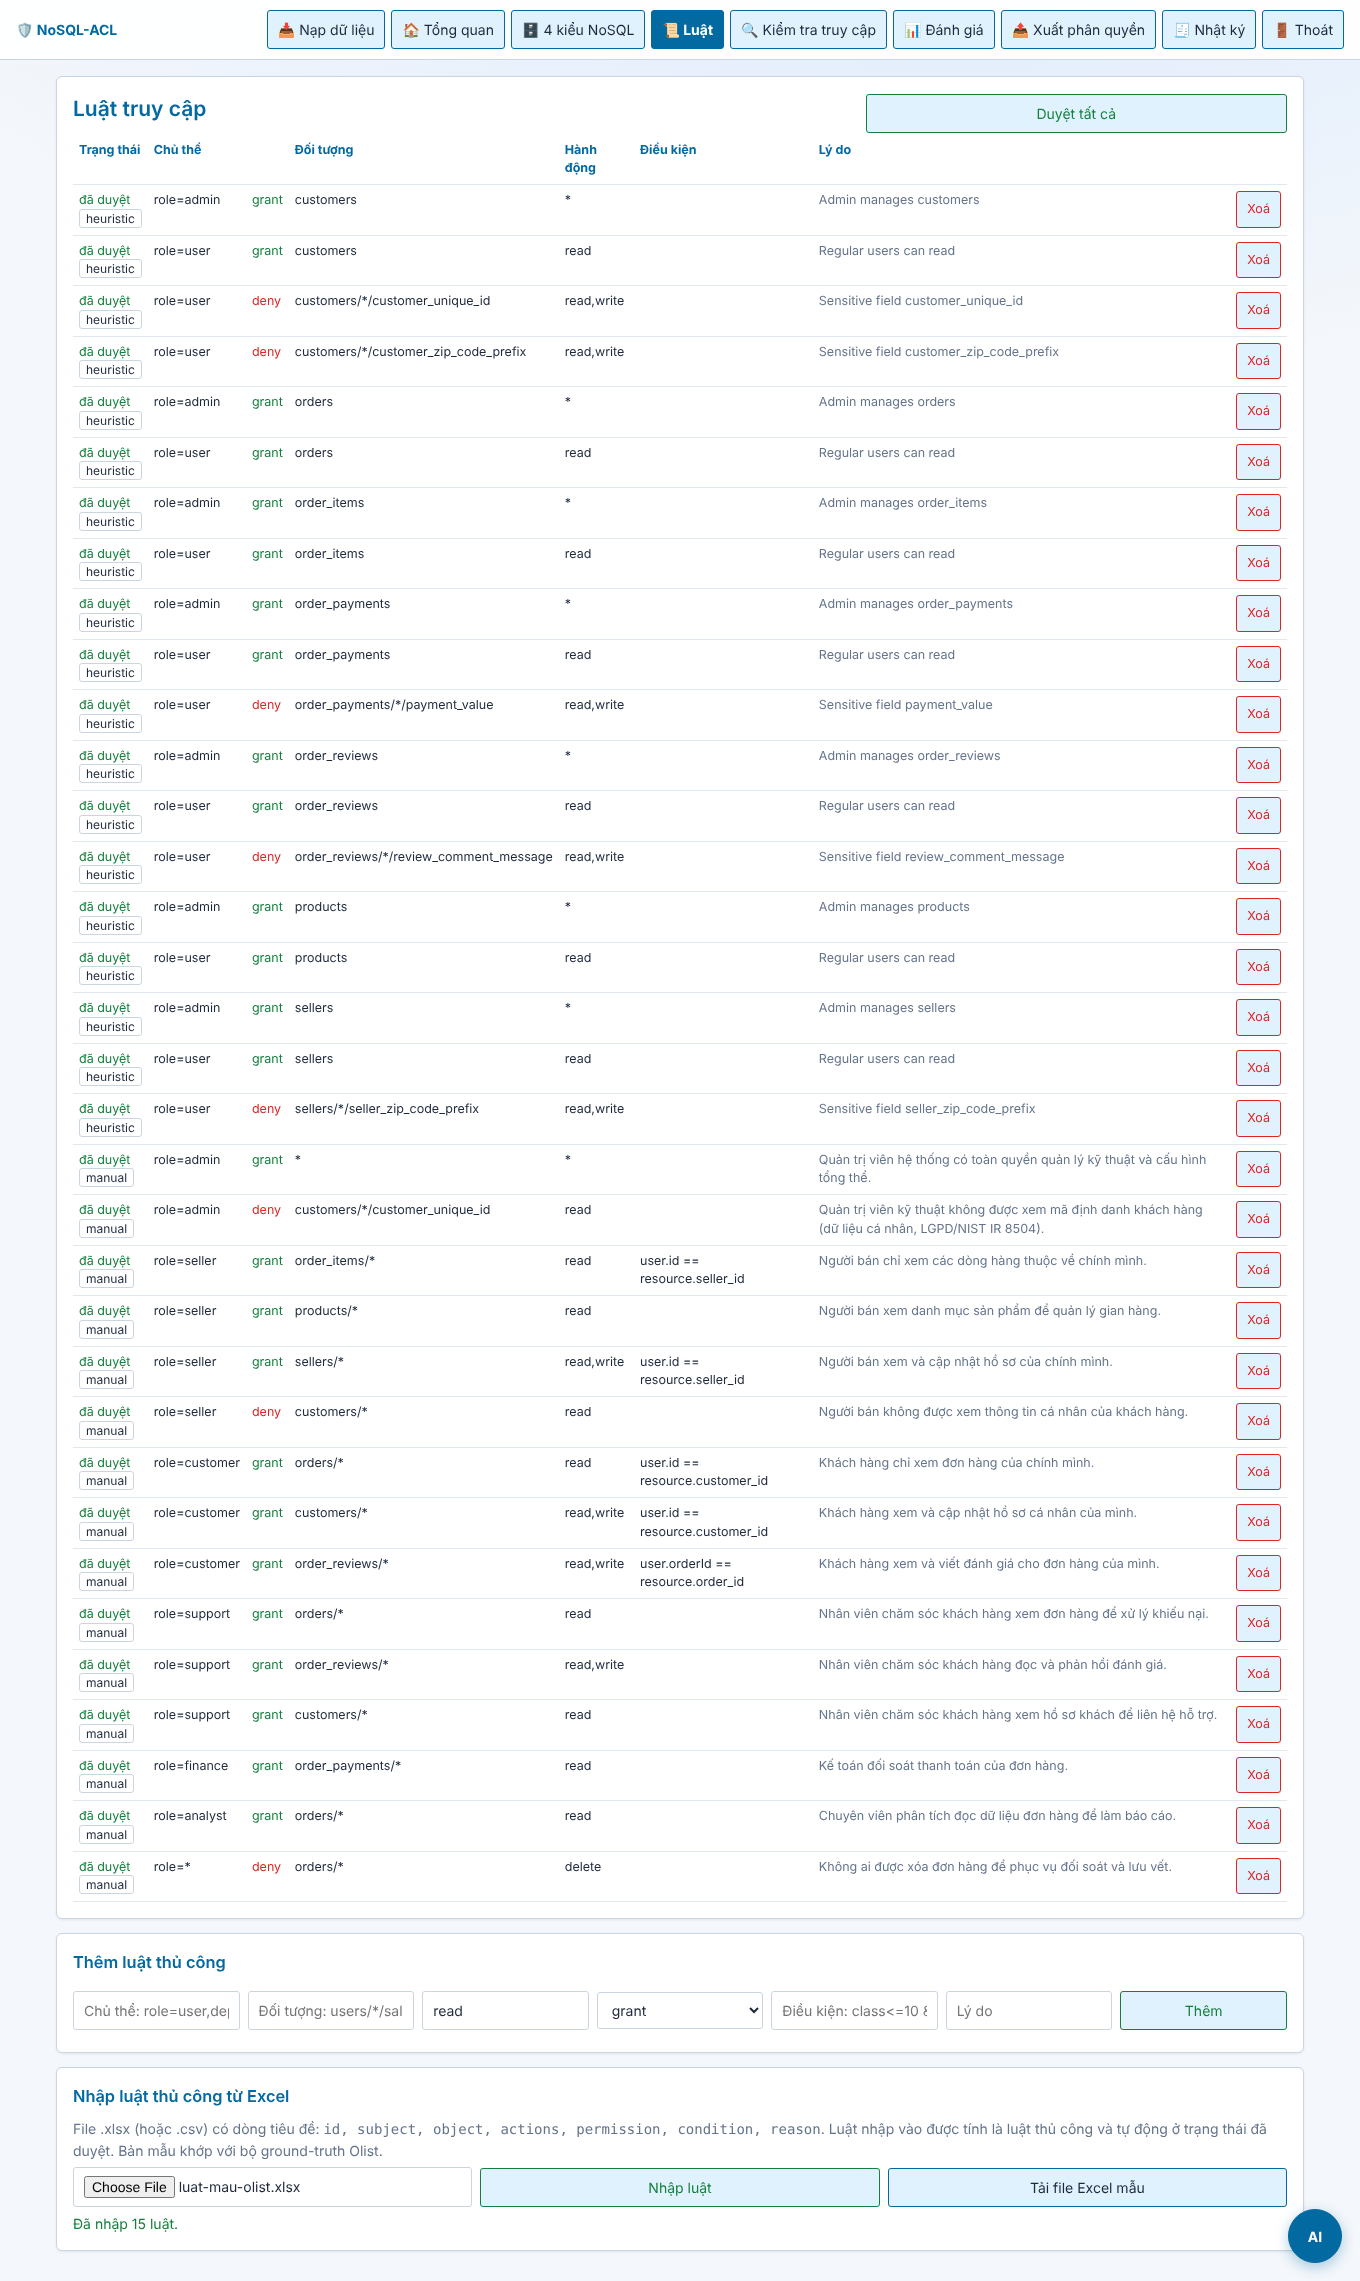 🛡️ NoSQL-ACL
📥 Nạp dữ liệu
🏠 Tổng quan
🗄️ 4 kiểu NoSQL
📜 Luật
🔍 Kiểm tra truy cập
📊 Đánh giá
📤 Xuất phân quyền
🧾 Nhật ký
🚪 Thoát
Luật truy cập
Duyệt tất cả
Trạng thái Chủ thể Đối tượng Hành động Điều kiện Lý do
đã duyệt heuristic role=admin grant customers * Admin manages customers Xoá
đã duyệt heuristic role=user grant customers read Regular users can read Xoá
đã duyệt heuristic role=user deny customers/*/customer_unique_id read,write Sensitive field customer_unique_id Xoá
đã duyệt heuristic role=user deny customers/*/customer_zip_code_prefix read,write Sensitive field customer_zip_code_prefix Xoá
đã duyệt heuristic role=admin grant orders * Admin manages orders Xoá
đã duyệt heuristic role=user grant orders read Regular users can read Xoá
đã duyệt heuristic role=admin grant order_items * Admin manages order_items Xoá
đã duyệt heuristic role=user grant order_items read Regular users can read Xoá
đã duyệt heuristic role=admin grant order_payments * Admin manages order_payments Xoá
đã duyệt heuristic role=user grant order_payments read Regular users can read Xoá
đã duyệt heuristic role=user deny order_payments/*/payment_value read,write Sensitive field payment_value Xoá
đã duyệt heuristic role=admin grant order_reviews * Admin manages order_reviews Xoá
đã duyệt heuristic role=user grant order_reviews read Regular users can read Xoá
đã duyệt heuristic role=user deny order_reviews/*/review_comment_message read,write Sensitive field review_comment_message Xoá
đã duyệt heuristic role=admin grant products * Admin manages products Xoá
đã duyệt heuristic role=user grant products read Regular users can read Xoá
đã duyệt heuristic role=admin grant sellers * Admin manages sellers Xoá
đã duyệt heuristic role=user grant sellers read Regular users can read Xoá
đã duyệt heuristic role=user deny sellers/*/seller_zip_code_prefix read,write Sensitive field seller_zip_code_prefix Xoá
đã duyệt manual role=admin grant * * Quản trị viên hệ thống có toàn quyền quản lý kỹ thuật và cấu hình tổng thể. Xoá
đã duyệt manual role=admin deny customers/*/customer_unique_id read Quản trị viên kỹ thuật không được xem mã định danh khách hàng (dữ liệu cá nhân, LGPD/NIST IR 8504). Xoá
đã duyệt manual role=seller grant order_items/* read user.id == resource.seller_id Người bán chỉ xem các dòng hàng thuộc về chính mình. Xoá
đã duyệt manual role=seller grant products/* read Người bán xem danh mục sản phẩm để quản lý gian hàng. Xoá
đã duyệt manual role=seller grant sellers/* read,write user.id == resource.seller_id Người bán xem và cập nhật hồ sơ của chính mình. Xoá
đã duyệt manual role=seller deny customers/* read Người bán không được xem thông tin cá nhân của khách hàng. Xoá
đã duyệt manual role=customer grant orders/* read user.id == resource.customer_id Khách hàng chỉ xem đơn hàng của chính mình. Xoá
đã duyệt manual role=customer grant customers/* read,write user.id == resource.customer_id Khách hàng xem và cập nhật hồ sơ cá nhân của mình. Xoá
đã duyệt manual role=customer grant order_reviews/* read,write user.orderId == resource.order_id Khách hàng xem và viết đánh giá cho đơn hàng của mình. Xoá
đã duyệt manual role=support grant orders/* read Nhân viên chăm sóc khách hàng xem đơn hàng để xử lý khiếu nại. Xoá
đã duyệt manual role=support grant order_reviews/* read,write Nhân viên chăm sóc khách hàng đọc và phản hồi đánh giá. Xoá
đã duyệt manual role=support grant customers/* read Nhân viên chăm sóc khách hàng xem hồ sơ khách để liên hệ hỗ trợ. Xoá
đã duyệt manual role=finance grant order_payments/* read Kế toán đối soát thanh toán của đơn hàng. Xoá
đã duyệt manual role=analyst grant orders/* read Chuyên viên phân tích đọc dữ liệu đơn hàng để làm báo cáo. Xoá
đã duyệt manual role=* deny orders/* delete Không ai được xóa đơn hàng để phục vụ đối soát và lưu vết. Xoá
Thêm luật thủ công
Chủ thể: role=user,de Đối tượng: users/*/sal read grant Điều kiện: class<=10 & Lý do Thêm
Nhập luật thủ công từ Excel
File .xlsx (hoặc .csv) có dòng tiêu đề: id, subject, object, actions, permission, condition, reason. Luật nhập vào được tính là luật thủ công và tự động ở trạng thái đã
duyệt. Bản mẫu khớp với bộ ground-truth Olist.
Choose File luat-mau-olist.xlsx Nhập luật Tải file Excel mẫu
Đã nhập 15 luật.
AI